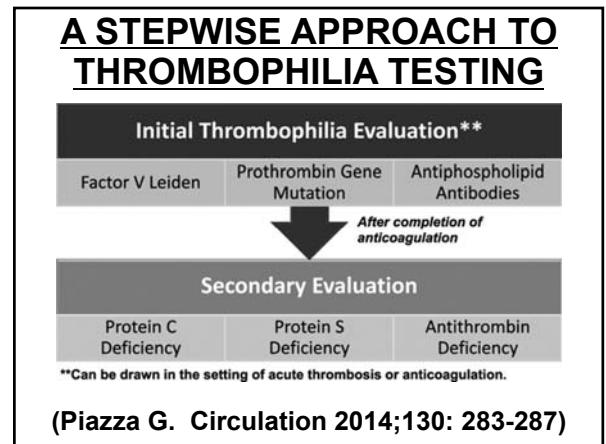 A STEPWISE APPROACH TO
THROMBOPHILIA TESTING
Initial Thrombophilia Evaluation**
Factor V Leiden
Prothrombin Gene
Mutation
Antiphospholipid
Antibodies
After completion of
anticoagulation
Secondary Evaluation
Protein C
Deficiency
Protein S
Deficiency
Antithrombin
Deficiency
**Can be drawn in the setting of acute thrombosis or anticoagulation.
(Piazza G. Circulation 2014;130: 283-287)